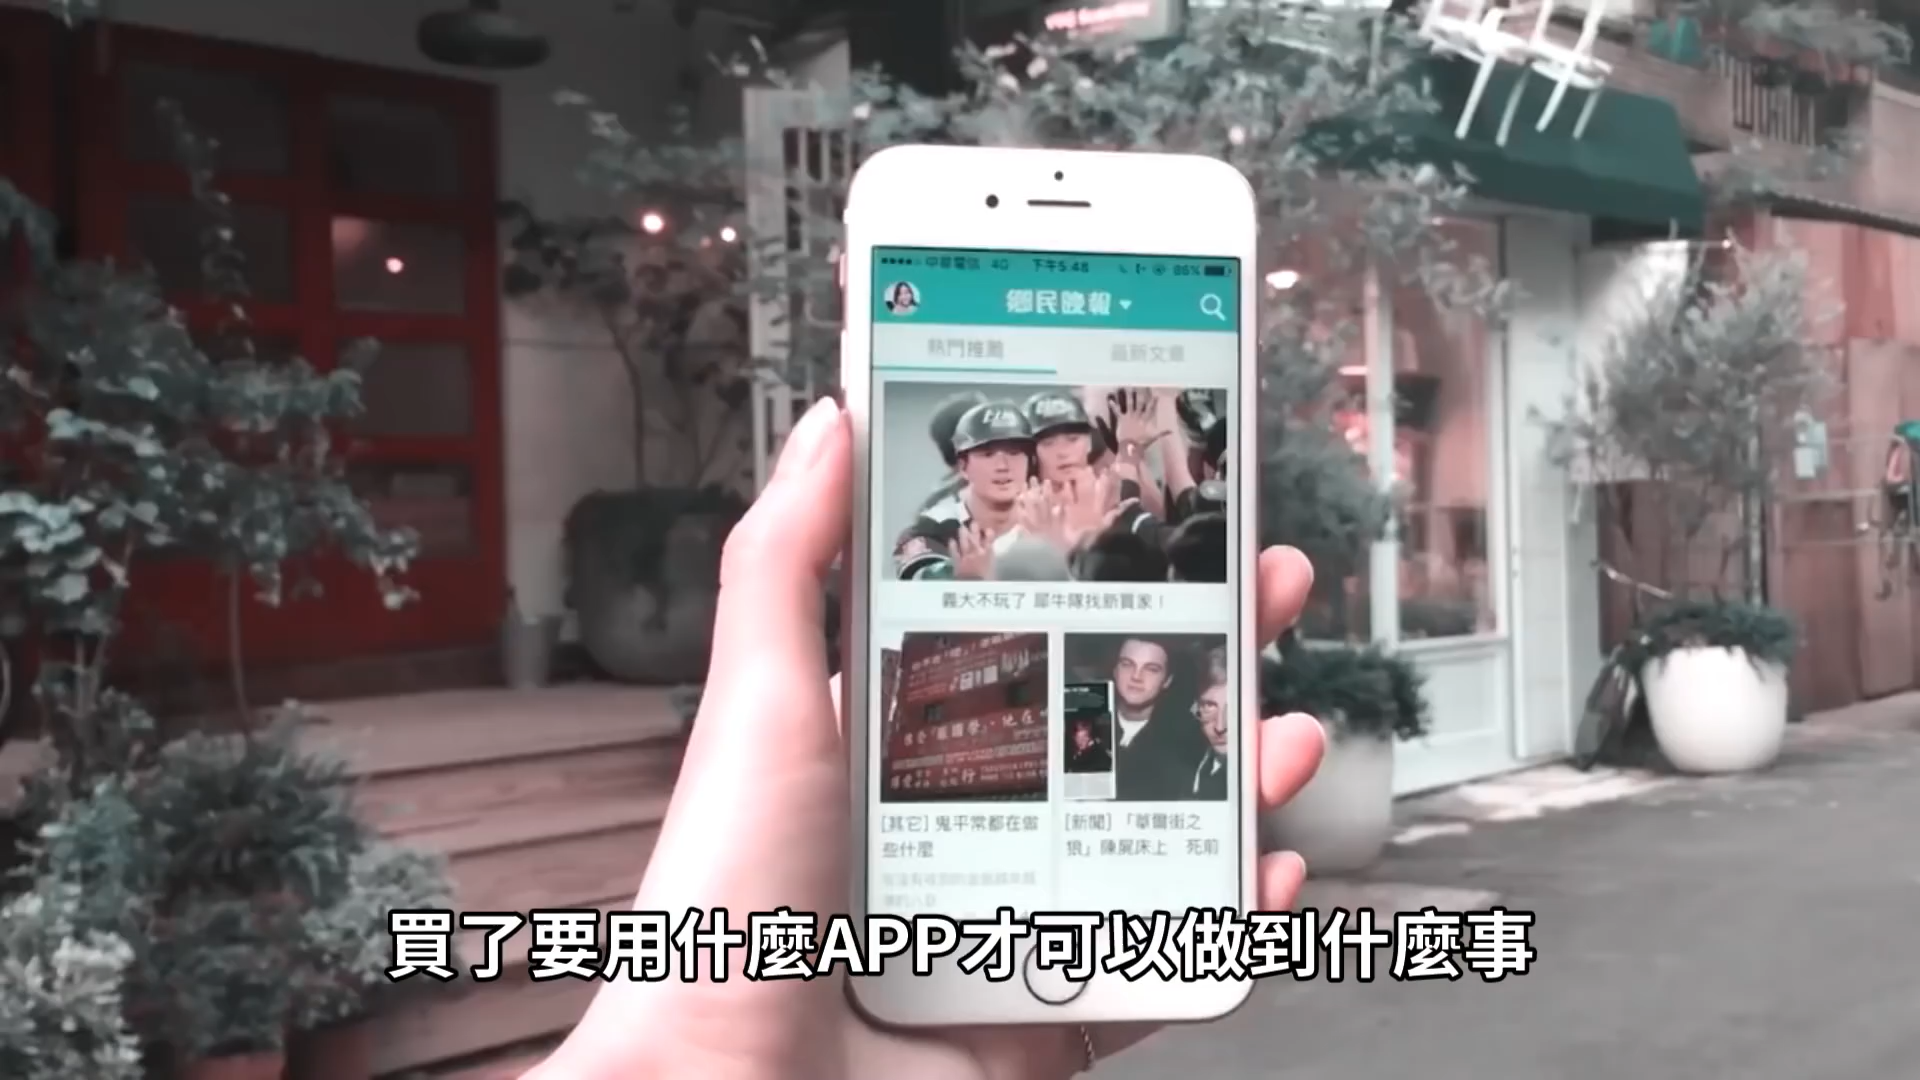 中華電信 4G 下午5:48 86%
鄉民晚報
熱門推薦 最新文章
義大不玩了 犀牛隊找新買家！
[其它] 鬼平常都在做
些什麼
[新聞] 「華爾街之
狼」陳屍床上 死前
買了要用什麼APP才可以做到什麼事